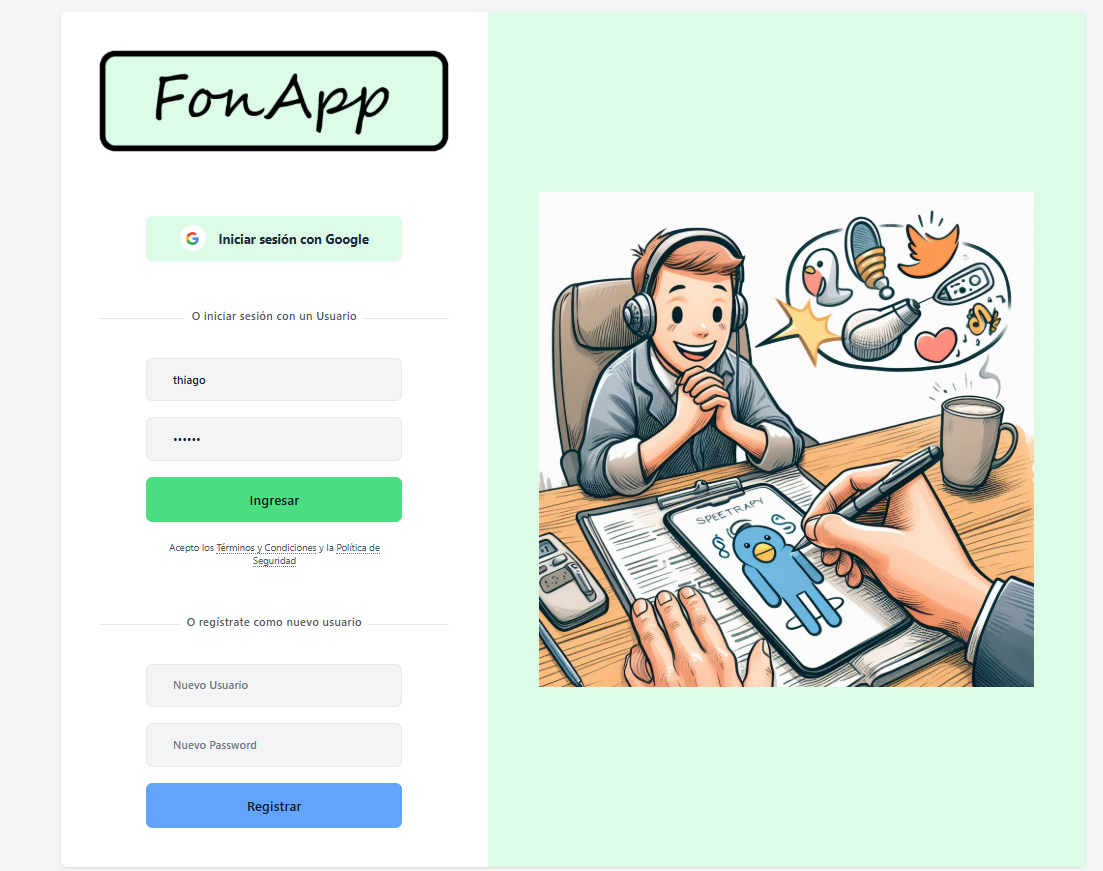 FonApp
Iniciar sesión con Google
O iniciar sesión con un Usuario
thiago
••••••
Ingresar
Acepto los Términos y Condiciones y la Política de
Seguridad
O regístrate como nuevo usuario
Nuevo Usuario
Nuevo Password
Registrar
SPEETRAPY